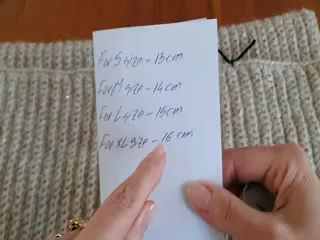 For S size - 13cm
For M size - 14cm
For L size - 15cm
For XL size - 16cm